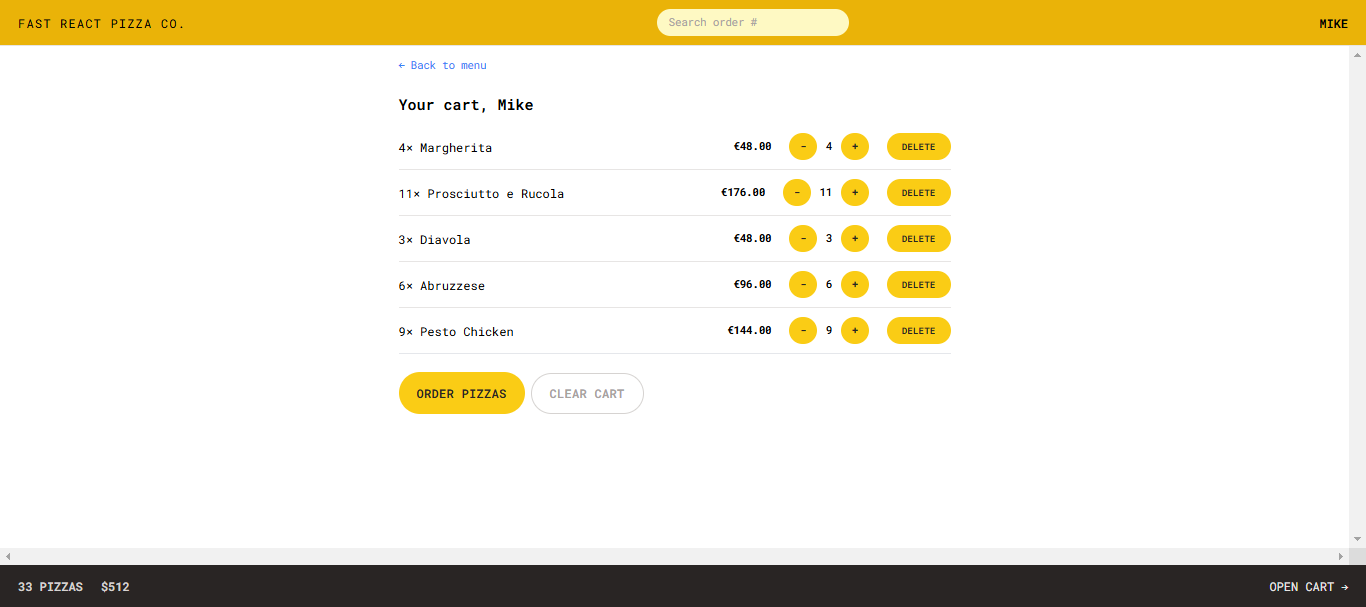 FAST REACT PIZZA CO. Search order # MIKE
← Back to menu
Your cart, Mike
4× Margherita €48.00 - 4 + DELETE
11× Prosciutto e Rucola €176.00 - 11 + DELETE
3× Diavola €48.00 - 3 + DELETE
6× Abruzzese €96.00 - 6 + DELETE
9× Pesto Chicken €144.00 - 9 + DELETE
ORDER PIZZAS CLEAR CART
33 PIZZAS $512 OPEN CART →